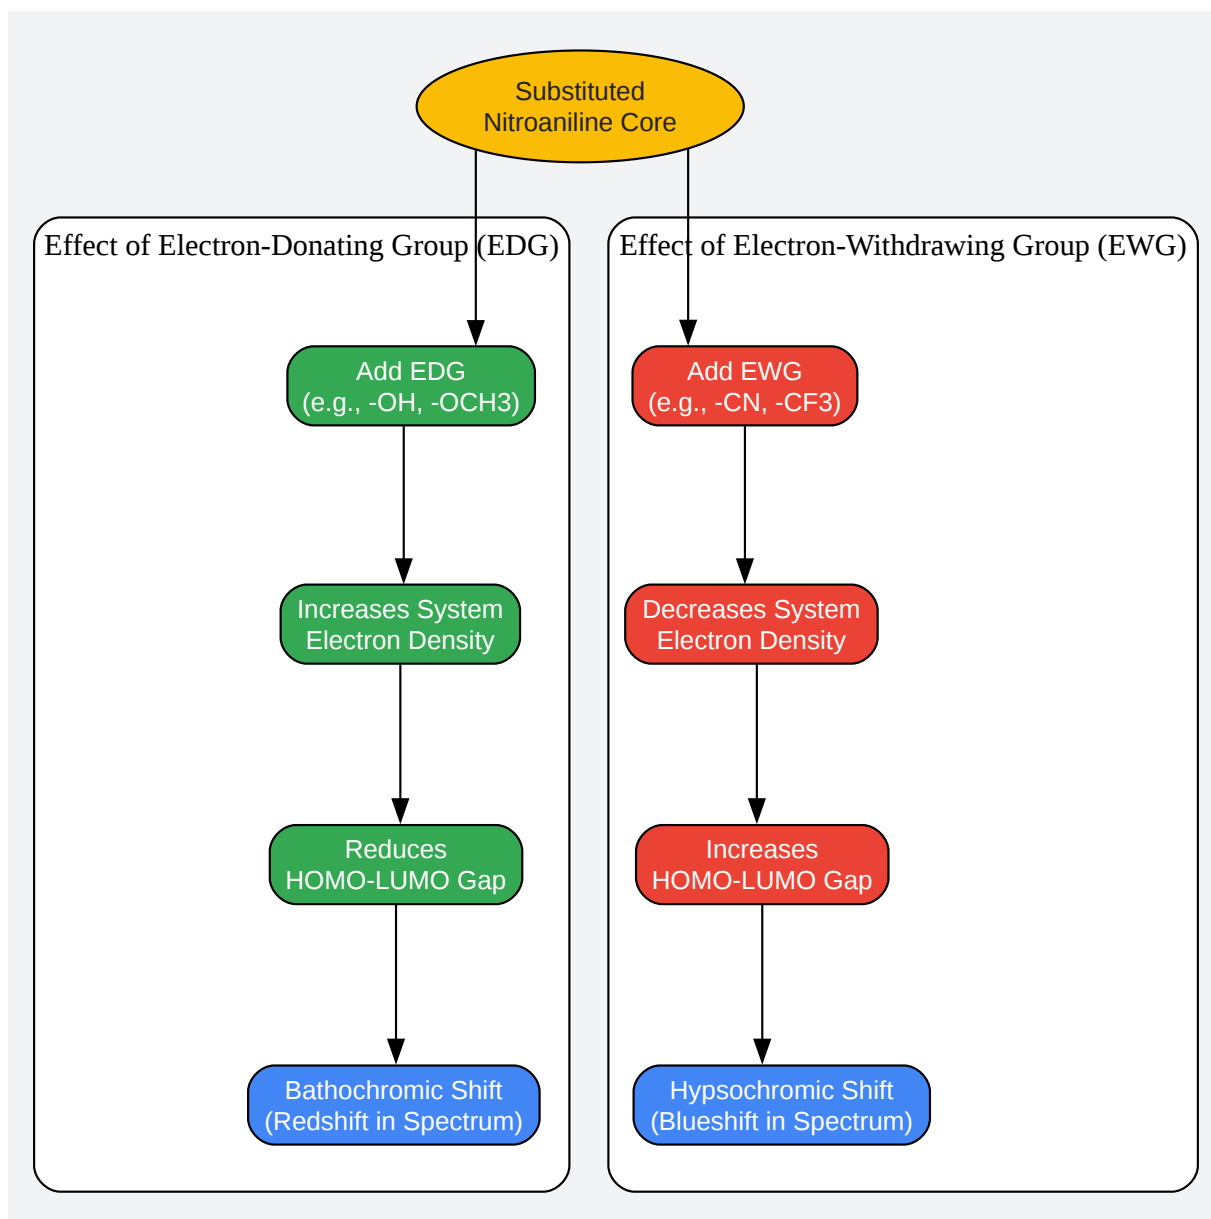 Substituted
Nitroaniline Core
Effect of Electron-Donating Group (EDG)
Add EDG
(e.g., -OH, -OCH3)
Increases System
Electron Density
Reduces
HOMO-LUMO Gap
Bathochromic Shift
(Redshift in Spectrum)
Effect of Electron-Withdrawing Group (EWG)
Add EWG
(e.g., -CN, -CF3)
Decreases System
Electron Density
Increases
HOMO-LUMO Gap
Hypsochromic Shift
(Blueshift in Spectrum)